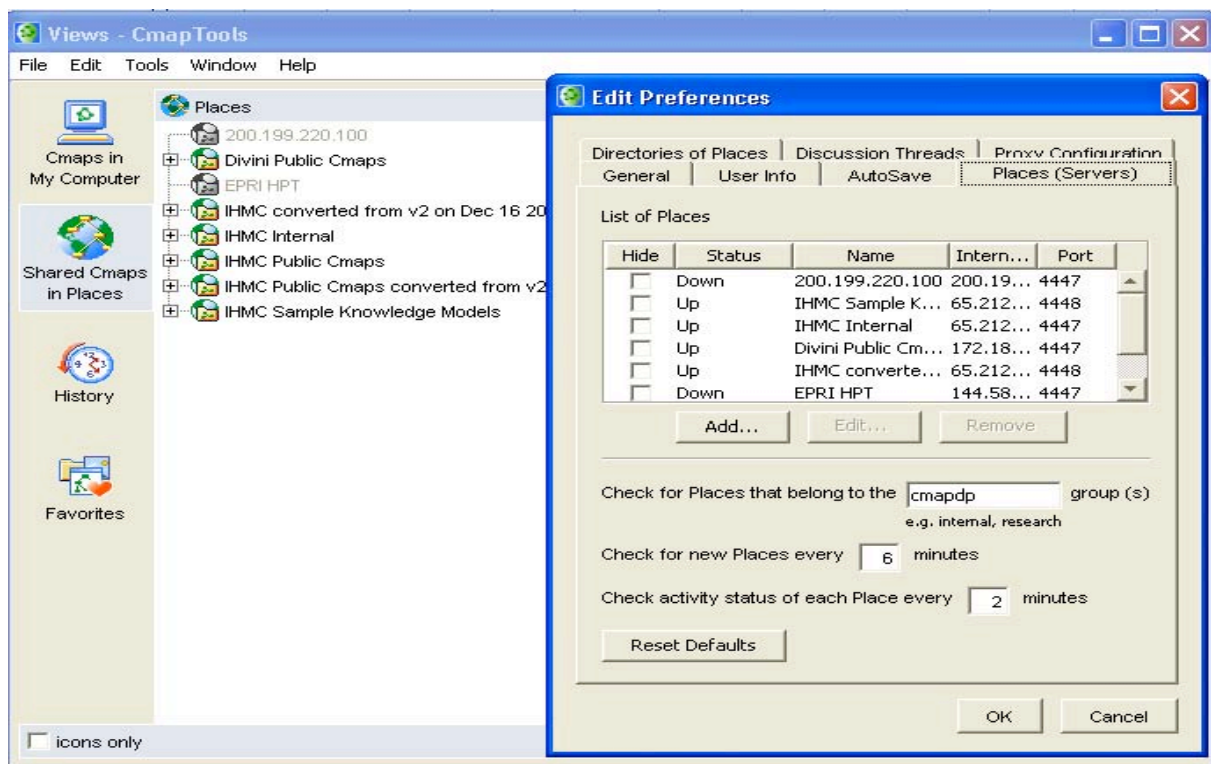 Views - CmapTools
File Edit Tools Window Help
Cmaps in
My Computer
Shared Cmaps
in Places
History
Favorites
icons only
Places
200.199.220.100
Divini Public Cmaps
EPRI HPT
IHMC converted from v2 on Dec 16 20
IHMC Internal
IHMC Public Cmaps
IHMC Public Cmaps converted from v2
IHMC Sample Knowledge Models
Edit Preferences
Directories of Places Discussion Threads Proxy Configuration
General User Info AutoSave Places (Servers)
List of Places
Hide Status Name Intern... Port
Down 200.199.220.100 200.19... 4447
Up IHMC Sample K... 65.212... 4448
Up IHMC Internal 65.212... 4447
Up Divini Public Cm... 172.18... 4447
Up IHMC converte... 65.212... 4448
Down EPRI HPT 144.58... 4447
Add... Edit... Remove
Check for Places that belong to the cmapdp group (s)
e.g. internal, research
Check for new Places every 6 minutes
Check activity status of each Place every 2 minutes
Reset Defaults
OK Cancel